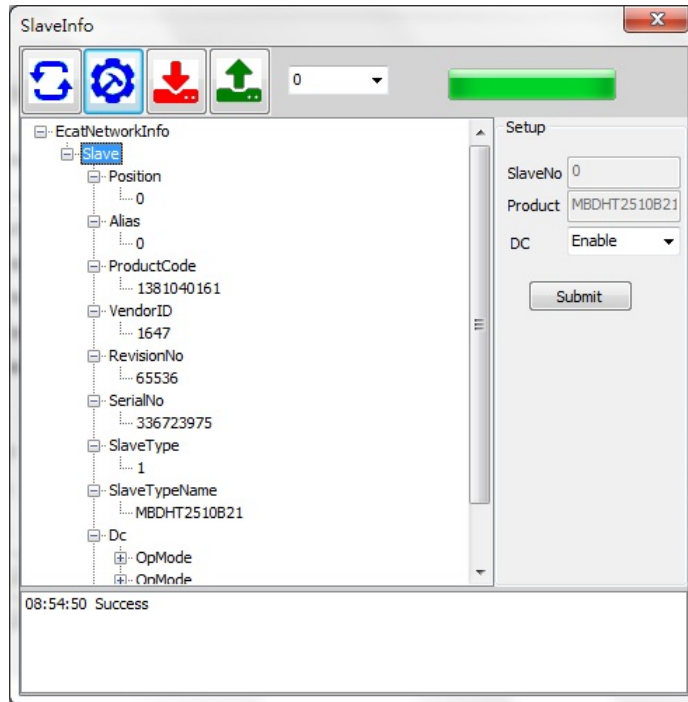 SlaveInfo
0
EcatNetworkInfo
Slave
Position
0
Alias
0
ProductCode
1381040161
VendorID
1647
RevisionNo
65536
SerialNo
336723975
SlaveType
1
SlaveTypeName
MBDHT2510B21
Dc
OpMode
OpMode
Setup
SlaveNo 0
Product MBDHT2510B21
DC Enable
Submit
08:54:50 Success